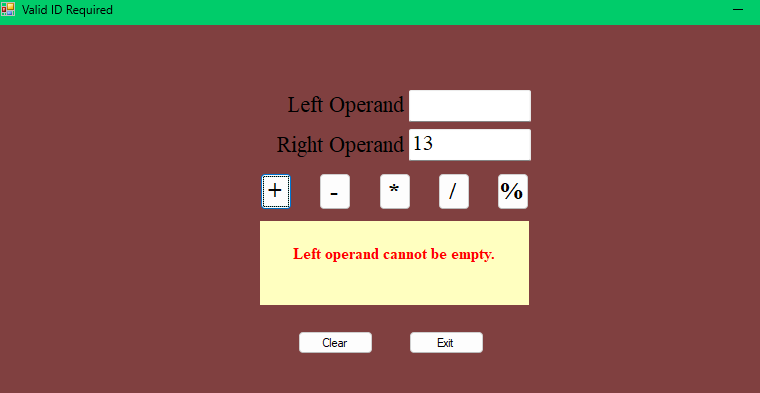 Valid ID Required
Left Operand
Right Operand 13
+ - * / %
Left operand cannot be empty.
Clear Exit